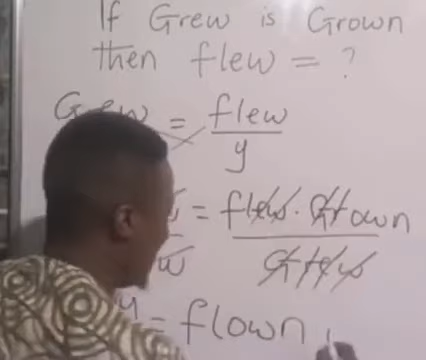 If Grew is Grown
then flew = ?
= flew
y
= flew. Grown
w Grew
y = flown